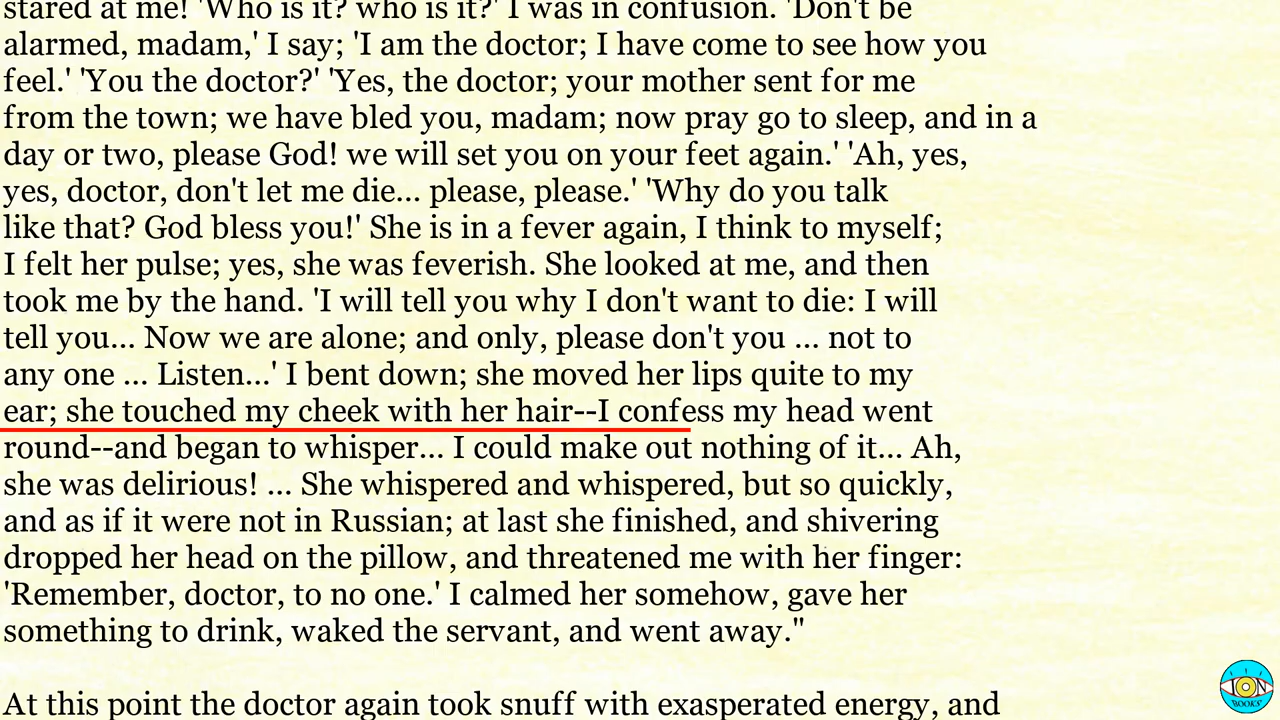 stared at me! 'Who is it? who is it?' I was in confusion. 'Don't be
alarmed, madam,' I say; 'I am the doctor; I have come to see how you
feel.' 'You the doctor?' 'Yes, the doctor; your mother sent for me
from the town; we have bled you, madam; now pray go to sleep, and in a
day or two, please God! we will set you on your feet again.' 'Ah, yes,
yes, doctor, don't let me die... please, please.' 'Why do you talk
like that? God bless you!' She is in a fever again, I think to myself;
I felt her pulse; yes, she was feverish. She looked at me, and then
took me by the hand. 'I will tell you why I don't want to die: I will
tell you... Now we are alone; and only, please don't you ... not to
any one ... Listen...' I bent down; she moved her lips quite to my
ear; she touched my cheek with her hair--I confess my head went
round--and began to whisper... I could make out nothing of it... Ah,
she was delirious! ... She whispered and whispered, but so quickly,
and as if it were not in Russian; at last she finished, and shivering
dropped her head on the pillow, and threatened me with her finger:
'Remember, doctor, to no one.' I calmed her somehow, gave her
something to drink, waked the servant, and went away."
At this point the doctor again took snuff with exasperated energy, and
ION
BOOKS